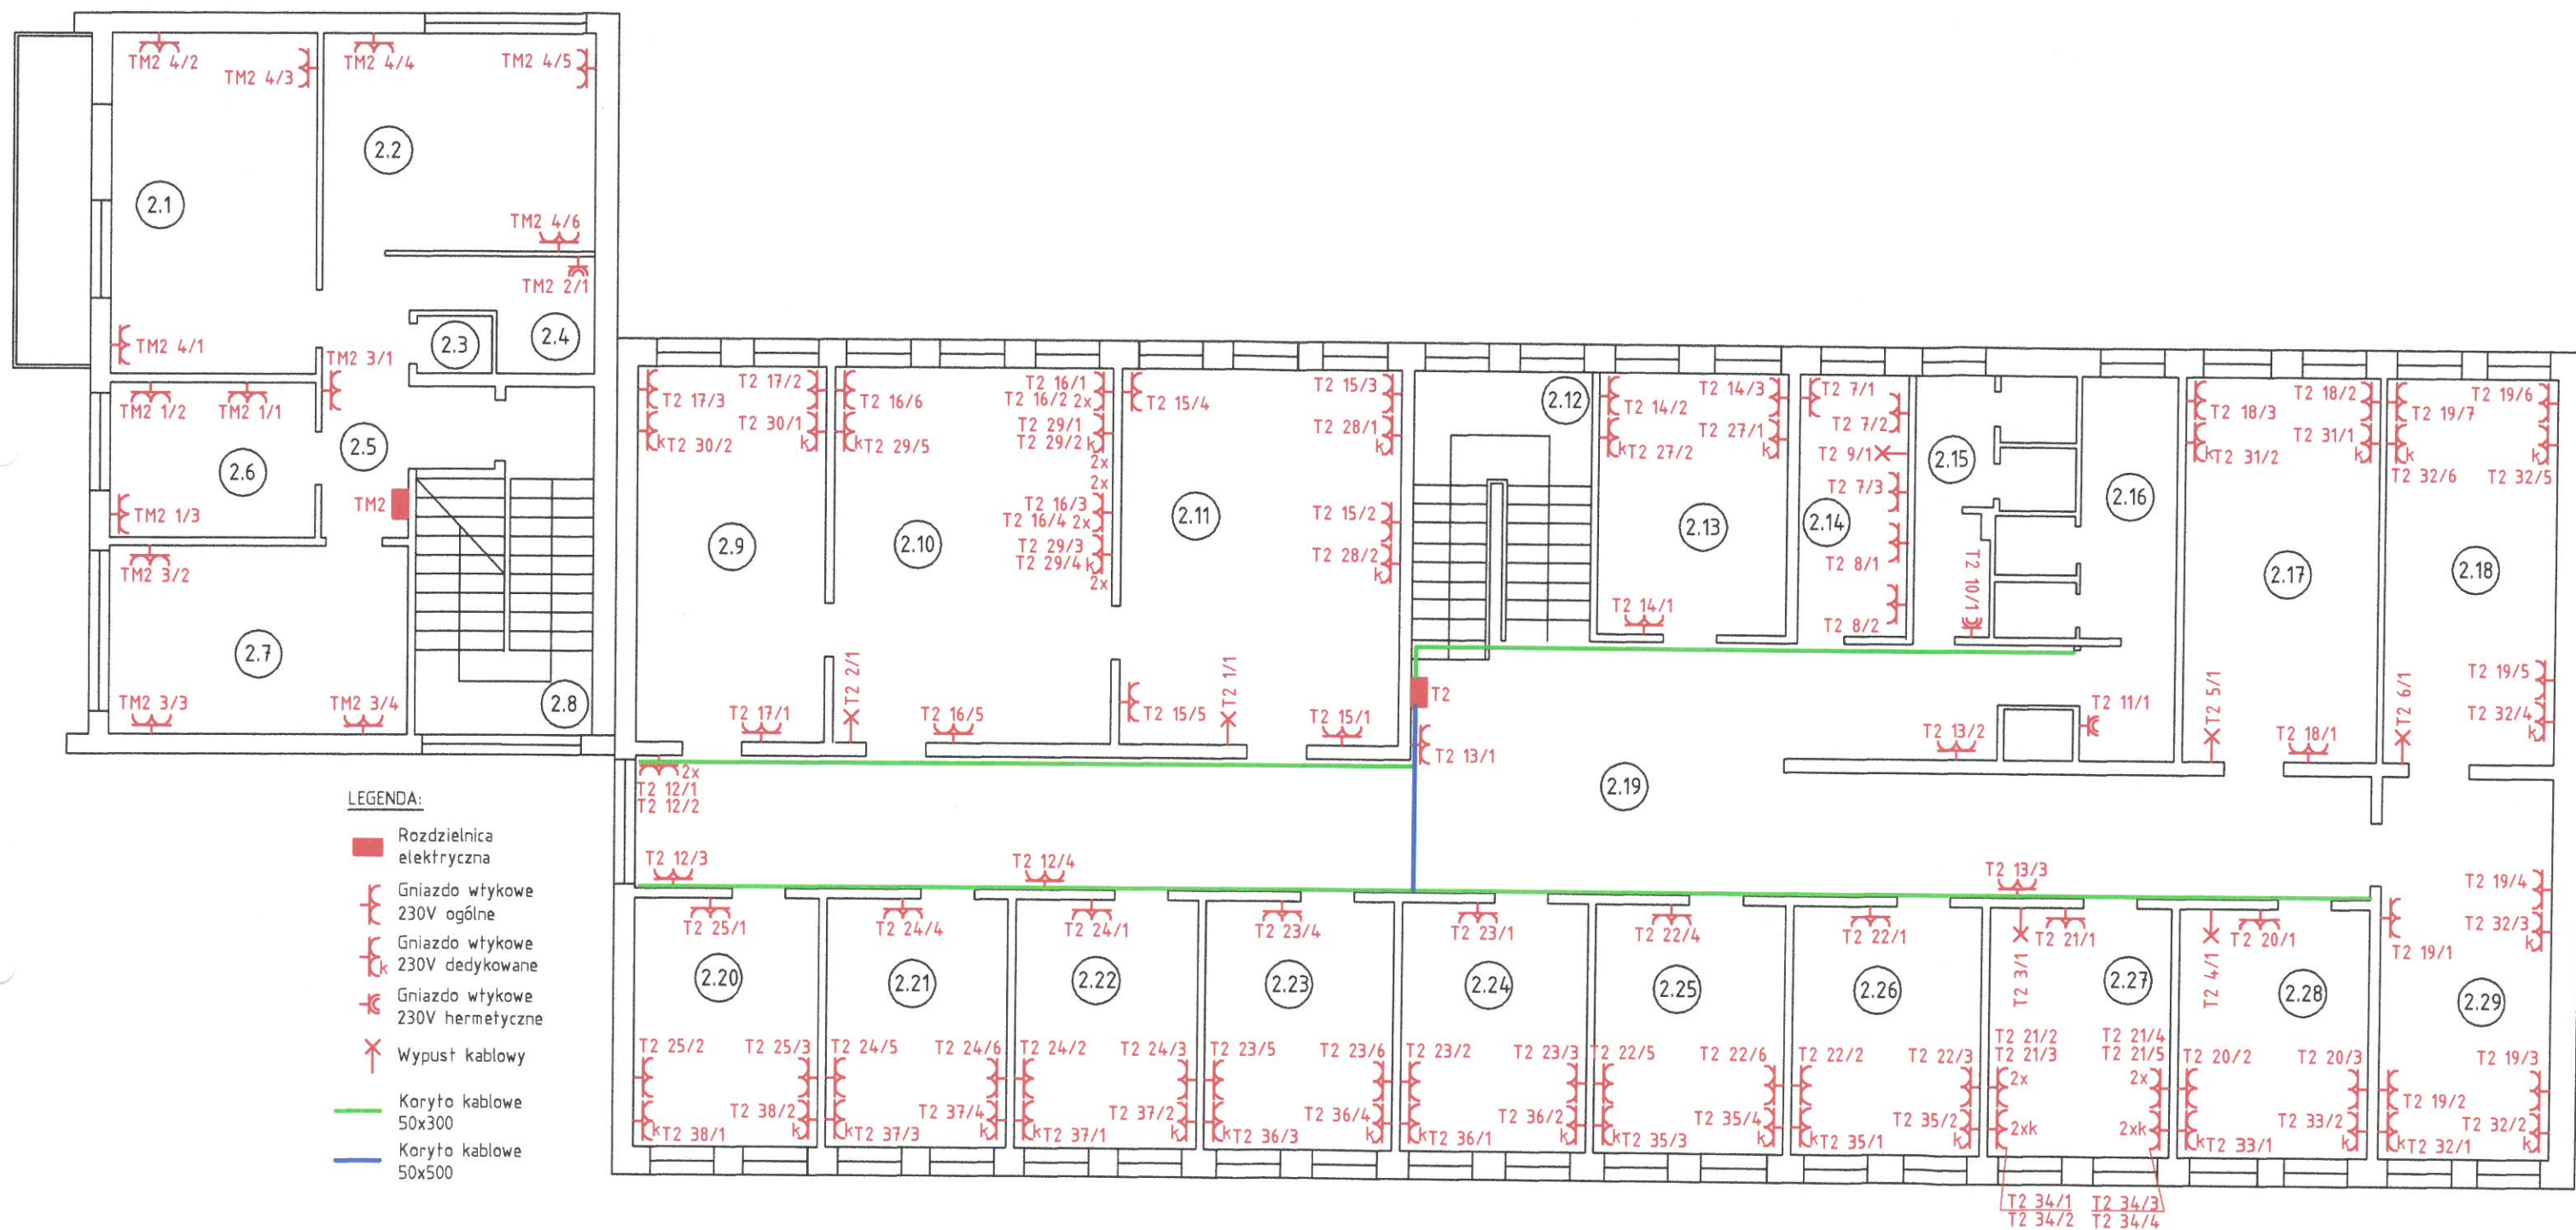 TM2 4/2
TM2 4/3
TM2 4/4
TM2 4/5
2.2
2.1
TM2 4/6
TM2 2/1
2.3
2.4
TM2 4/1
TM2 3/1
TM2 1/2
TM2 1/1
2.5
2.6
TM2
TM2 1/3
TM2 3/2
2.7
TM2 3/3
TM2 3/4
2.8
T2 17/2
T2 17/3
T2 30/1
k
kT2 30/2
2.9
T2 17/1
T2 16/6
kT2 29/5
T2 16/1
T2 16/2 2x
T2 29/1
T2 29/2 k
2x
2x
T2 16/3
T2 16/4 2x
T2 29/3
T2 29/4 k
2x
2.10
T2 2/1
T2 16/5
T2 15/4
T2 15/3
T2 28/1
k
2.11
T2 15/2
T2 28/2
k
T2 15/5
T2 1/1
T2 15/1
2.12
T2 14/2
T2 14/3
T2 27/1
k
kT2 27/2
2.13
T2 14/1
T2 7/1
T2 7/2
T2 9/1
T2 7/3
2.14
T2 8/1
T2 8/2
2.15
T2 10/1
2.16
T2 18/2
T2 18/3
T2 31/1
k
kT2 31/2
2.17
T2 5/1
T2 18/1
T2 19/6
T2 19/7
k
k
T2 32/6
T2 32/5
2.18
T2 19/5
T2 32/4
k
T2 6/1
T2
T2 13/1
T2 11/1
T2 13/2
2.19
2x
T2 12/1
T2 12/2
T2 12/3
T2 12/4
T2 13/3
LEGENDA:
Rozdzielnica
elektryczna
Gniazdo wtykowe
230V ogólne
Gniazdo wtykowe
k 230V dedykowane
Gniazdo wtykowe
230V hermetyczne
Wypust kablowy
Koryto kablowe
50x300
Koryto kablowe
50x500
T2 25/1
2.20
T2 25/2
T2 25/3
T2 38/2
k
kT2 38/1
T2 24/4
2.21
T2 24/5
T2 24/6
T2 37/4
k
kT2 37/3
T2 24/1
2.22
T2 24/2
T2 24/3
T2 37/2
k
kT2 37/1
T2 23/4
2.23
T2 23/5
T2 23/6
T2 36/4
k
kT2 36/3
T2 23/1
2.24
T2 23/2
T2 23/3
T2 36/2
k
kT2 36/1
T2 22/4
2.25
T2 22/5
T2 22/6
T2 35/4
k
kT2 35/3
T2 22/1
2.26
T2 22/2
T2 22/3
T2 35/2
k
kT2 35/1
T2 21/1
T2 3/1
2.27
T2 21/2
T2 21/3
T2 21/4
T2 21/5
2x
2x
2xk
2xk
T2 34/1
T2 34/2
T2 34/3
T2 34/4
T2 20/1
T2 4/1
2.28
T2 20/2
T2 20/3
T2 33/2
k
kT2 33/1
T2 19/4
T2 32/3
k
T2 19/1
2.29
T2 19/3
T2 19/2
T2 32/2
k
kT2 32/1